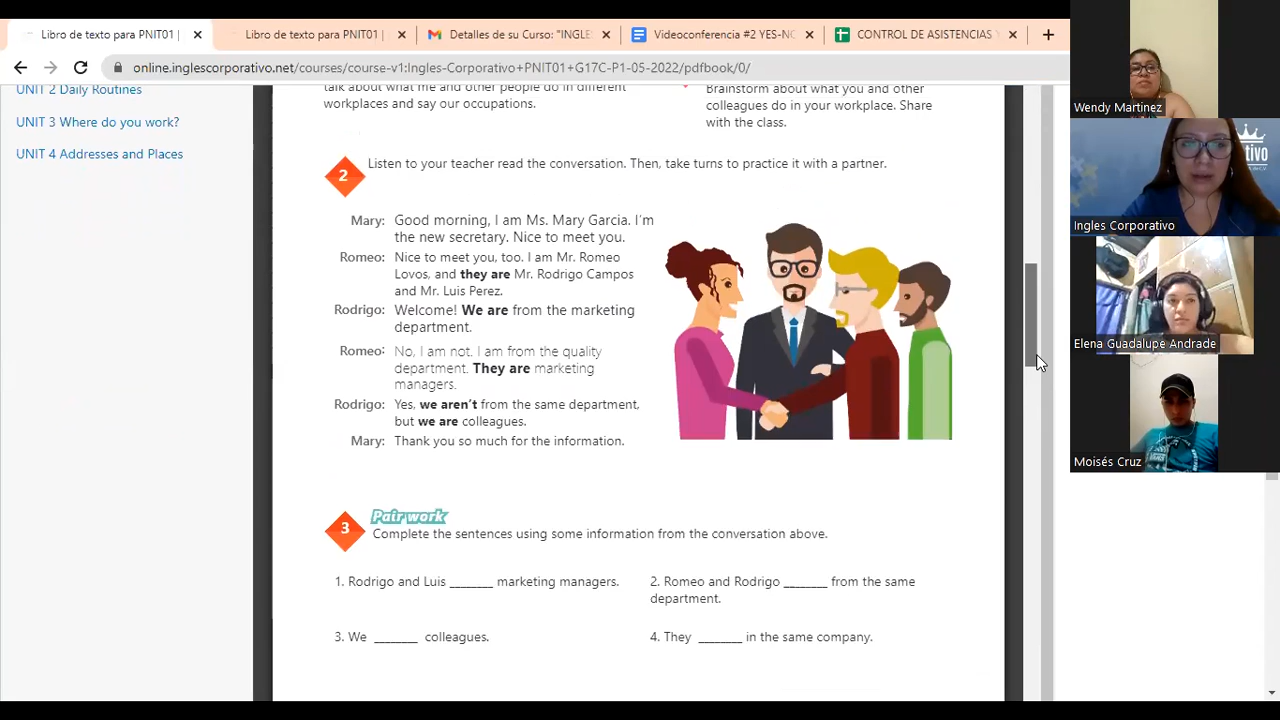 Libro de texto para PNIT01 |
Libro de texto para PNIT01 |
Detalles de su Curso: "INGLE
Videoconferencia #2 YES-NO
CONTROL DE ASISTENCIAS Y
online.inglescorporativo.net/courses/course-v1:Ingles-Corporativo+PNIT01+G17C-P1-05-2022/pdfbook/0/
UNIT 2 Daily Routines
UNIT 3 Where do you work?
UNIT 4 Addresses and Places
talk about what me and other people do in different
workplaces and say our occupations.
Brainstorm about what you and other
colleagues do in your workplace. Share
with the class.
2
Listen to your teacher read the conversation. Then, take turns to practice it with a partner.
Mary: Good morning, I am Ms. Mary Garcia. I'm
the new secretary. Nice to meet you.
Romeo: Nice to meet you, too. I am Mr. Romeo
Lovos, and they are Mr. Rodrigo Campos
and Mr. Luis Perez.
Rodrigo: Welcome! We are from the marketing
department.
Romeo: No, I am not. I am from the quality
department. They are marketing
managers.
Rodrigo: Yes, we aren't from the same department,
but we are colleagues.
Mary: Thank you so much for the information.
3
Pair work
Complete the sentences using some information from the conversation above.
1. Rodrigo and Luis _______ marketing managers.
2. Romeo and Rodrigo _______ from the same
department.
3. We _______ colleagues.
4. They _______ in the same company.
Wendy Martinez
Ingles Corporativo
Elena Guadalupe Andrade
Moisés Cruz